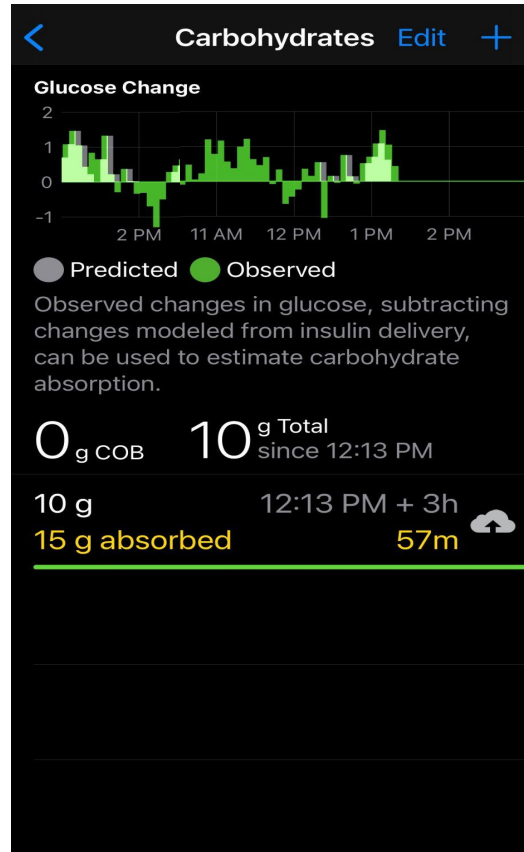 Carbohydrates Edit +
Glucose Change
2
1
0
-1
2 PM 11 AM 12 PM 1 PM 2 PM
Predicted Observed
Observed changes in glucose, subtracting
changes modeled from insulin delivery,
can be used to estimate carbohydrate
absorption.
0 g COB 10 g Total
since 12:13 PM
10 g 12:13 PM + 3h
15 g absorbed 57m